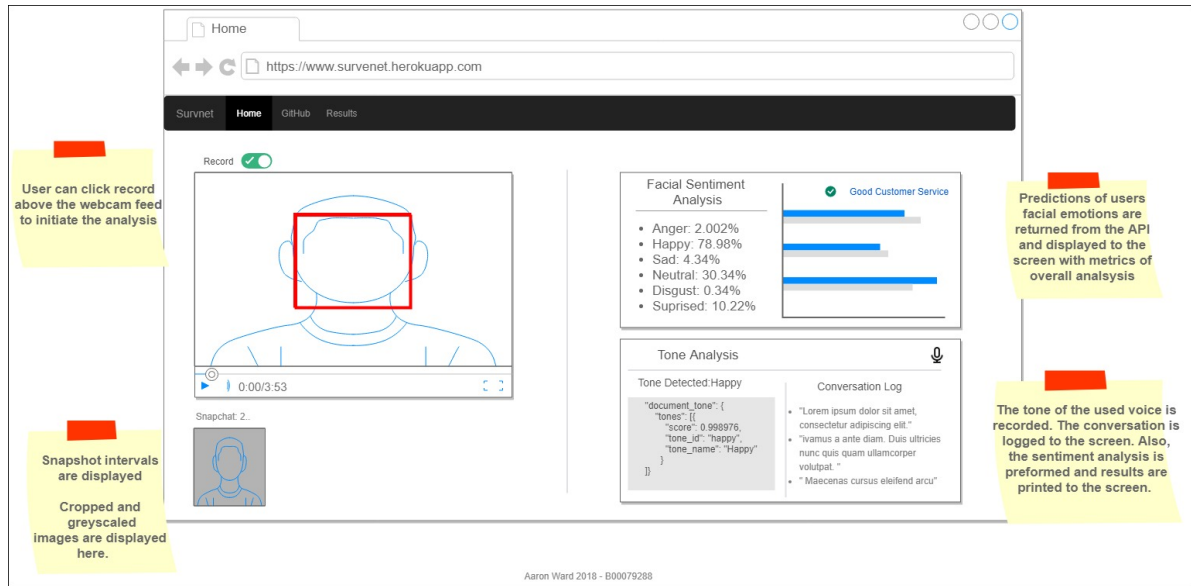 Home
https://www.survenet.herokuapp.com
Survnet Home GitHub Results
User can click record
above the webcam feed
to initiate the analysis
Record
0:00/3:53
Snapchat: 2..
Snapshot intervals
are displayed
Cropped and
greyscaled
images are displayed
here.
Facial Sentiment
Analysis
• Anger: 2.002%
• Happy: 78.98%
• Sad: 4.34%
• Neutral: 30.34%
• Disgust: 0.34%
• Suprised: 10.22%
Good Customer Service
Predictions of users
facial emotions are
returned from the API
and displayed to the
screen with metrics of
overall analsysis
Tone Analysis
Tone Detected:Happy
"document_tone": {
"tones": [{
"score": 0.998976,
"tone_id": "happy",
"tone_name": "Happy"
}
]}
Conversation Log
• "Lorem ipsum dolor sit amet,
consectetur adipiscing elit."
• "ivamus a ante diam. Duis ultricies
nunc quis quam ullamcorper
volutpat. "
• " Maecenas cursus eleifend arcu"
The tone of the used voice is
recorded. The conversation is
logged to the screen. Also,
the sentiment analysis is
preformed and results are
printed to the screen.
Aaron Ward 2018 - B00079288